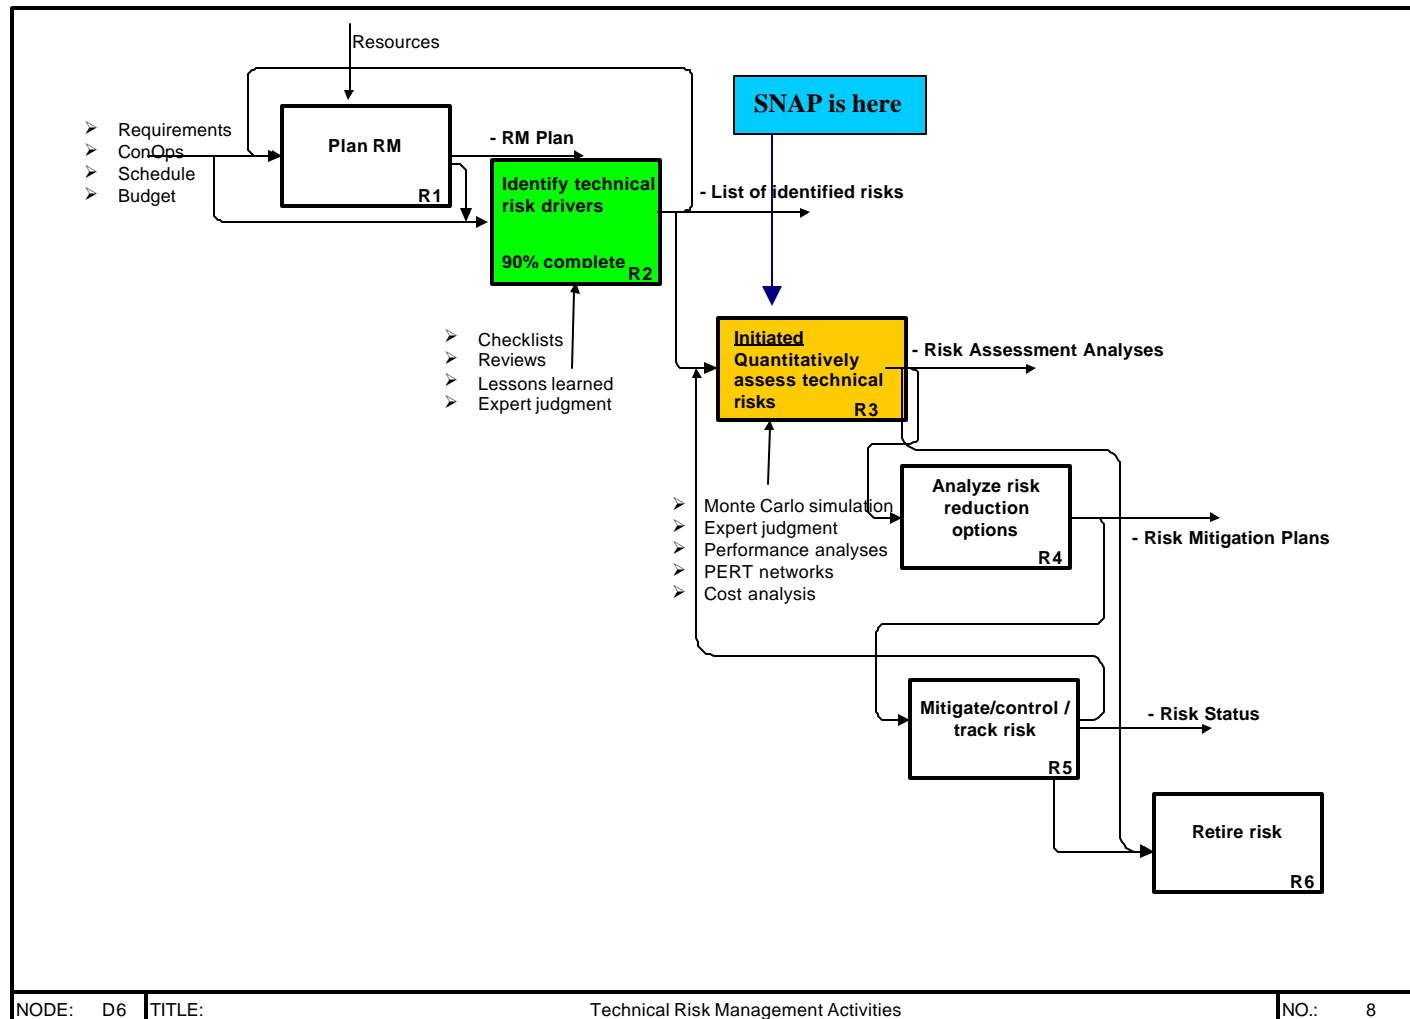 Resources
SNAP is here
Requirements
ConOps
Schedule
Budget
Plan RM
R1
- RM Plan
Identify technical
risk drivers
90% complete
R2
- List of identified risks
Checklists
Reviews
Lessons learned
Expert judgment
Initiated
Quantitatively
assess technical
risks
R3
- Risk Assessment Analyses
Monte Carlo simulation
Expert judgment
Performance analyses
PERT networks
Cost analysis
Analyze risk
reduction
options
R4
- Risk Mitigation Plans
Mitigate/control /
track risk
R5
- Risk Status
Retire risk
R6
NODE: D6 TITLE: Technical Risk Management Activities NO.: 8